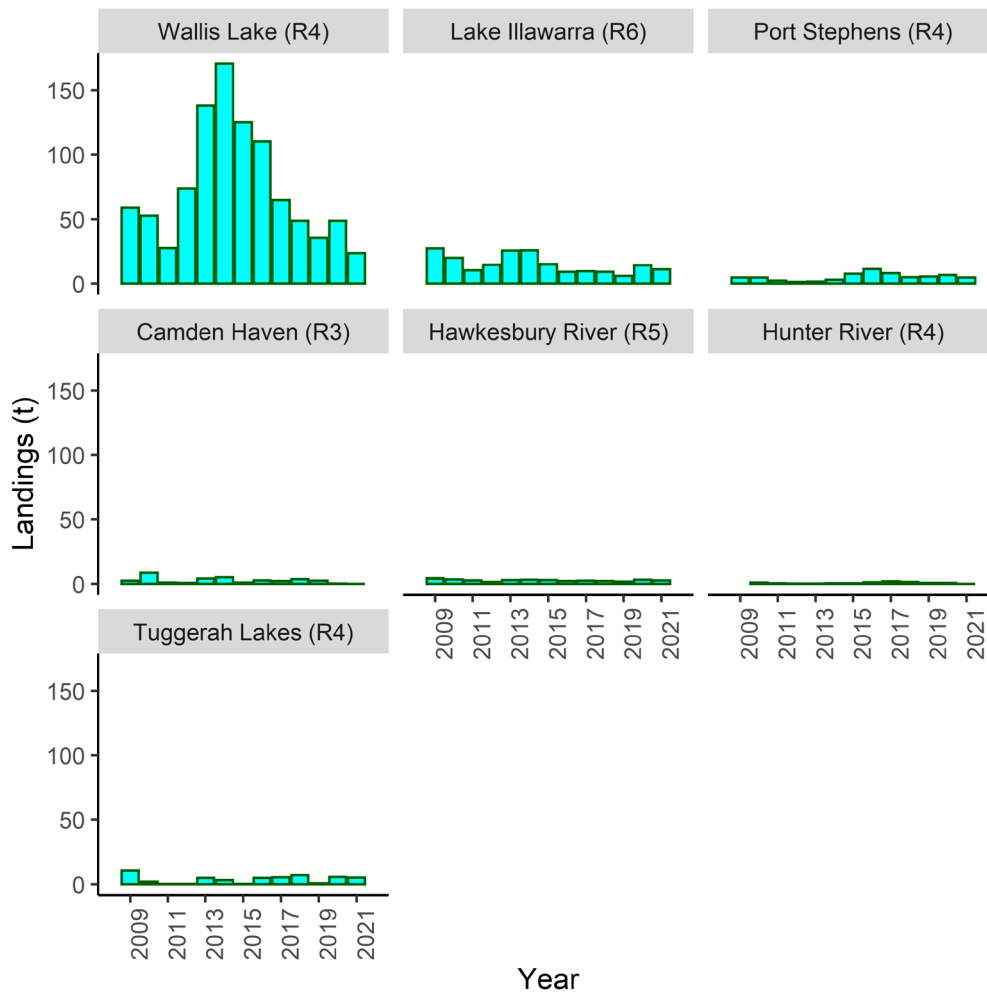 Wallis Lake (R4)
Lake Illawarra (R6)
Port Stephens (R4)
150
100
50
0
Camden Haven (R3)
Hawkesbury River (R5)
Hunter River (R4)
150
100
50
0
2009 2011 2013 2015 2017 2019 2021
2009 2011 2013 2015 2017 2019 2021
Tuggerah Lakes (R4)
150
100
50
0
2009 2011 2013 2015 2017 2019 2021
Landings (t)
Year